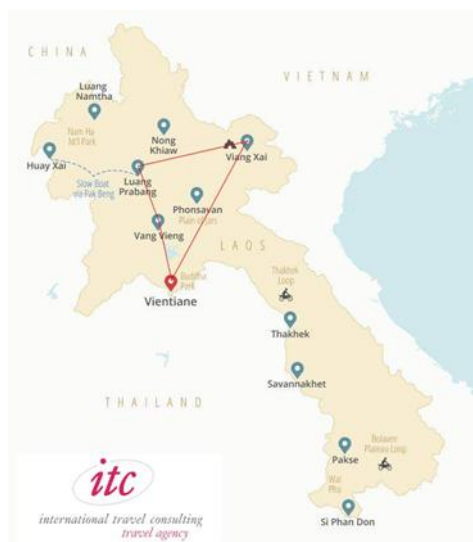 CHINA
VIETNAM
Luang
Namtha
Nam Ha
Nt'l Park
Nong
Khiaw
Huay Xai
Viang Xai
Slow Boat
via Pak Beng
Luang
Prabang
Phonsavan
Plain of Jars
Vang Vieng
LAOS
Buddha
Park
Vientiane
Thakhek
Loop
Thakhek
Savannakhet
THAILAND
Bolaven
Plateau Loop
Pakse
Wat
Phu
Si Phan Don
itc
international travel consulting
travel agency